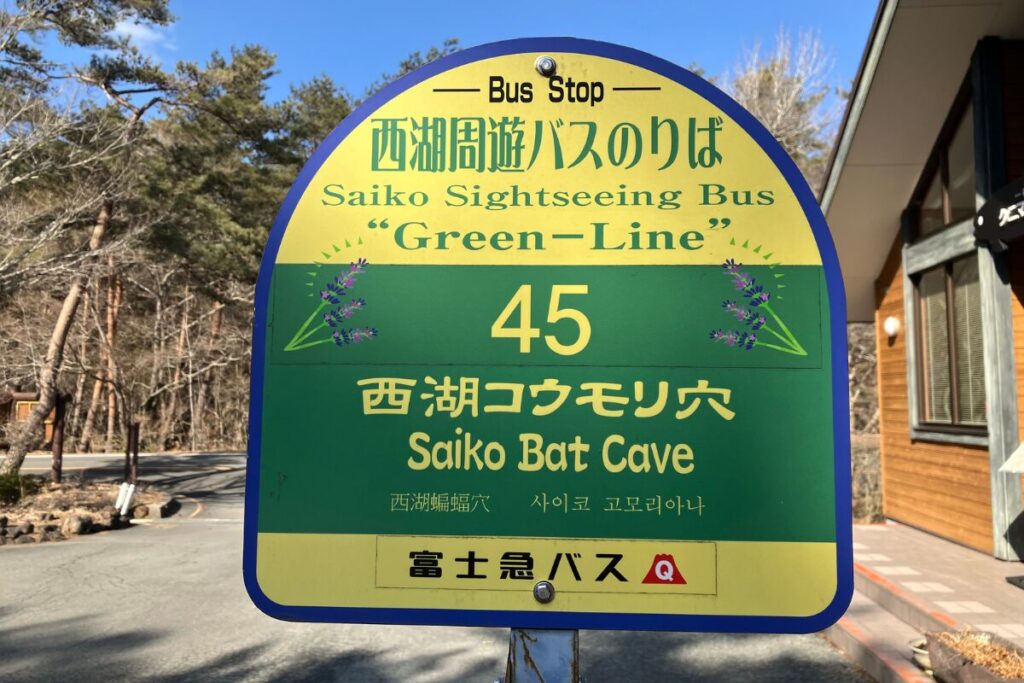 Bus Stop
西湖周遊バスのりば
Saiko Sightseeing Bus
“Green-Line”
45
西湖コウモリ穴
Saiko Bat Cave
西湖蝙蝠穴 사이코 고모리아나
富士急バス Q